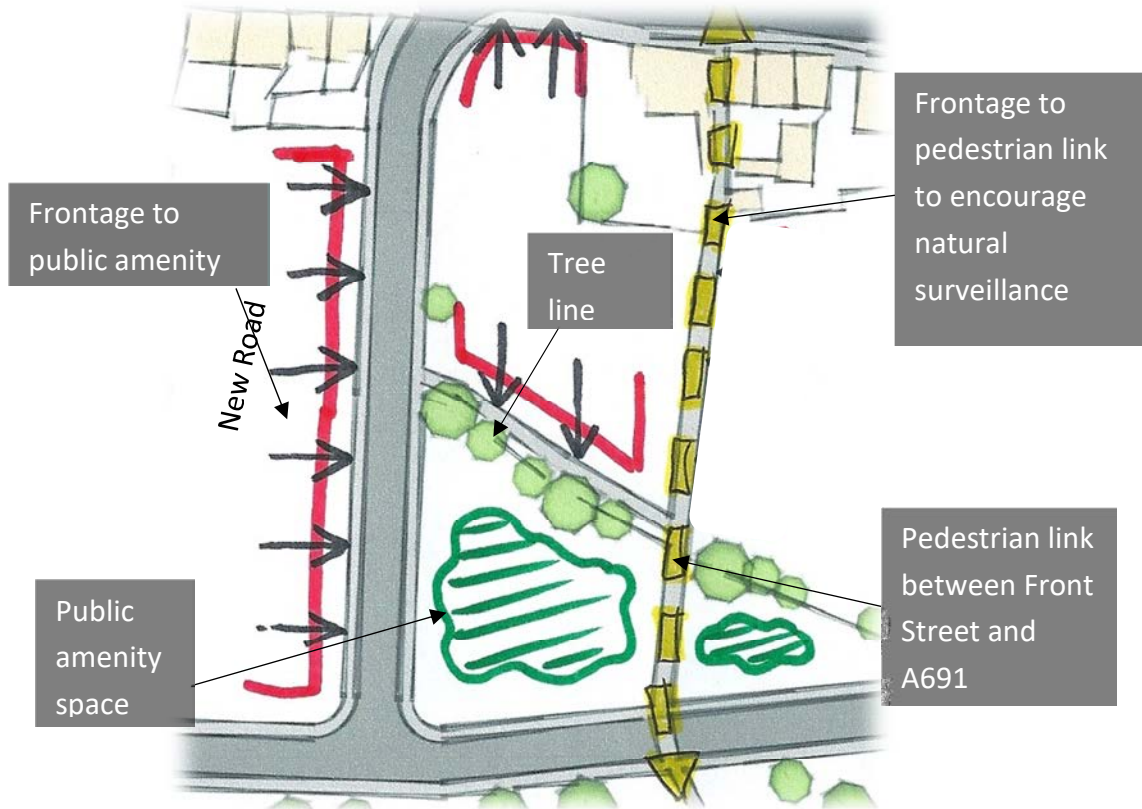 Frontage to
pedestrian link
to encourage
natural
surveillance
Frontage to
public amenity
Tree
line
New Road
Pedestrian link
between Front
Street and
A691
Public
amenity
space